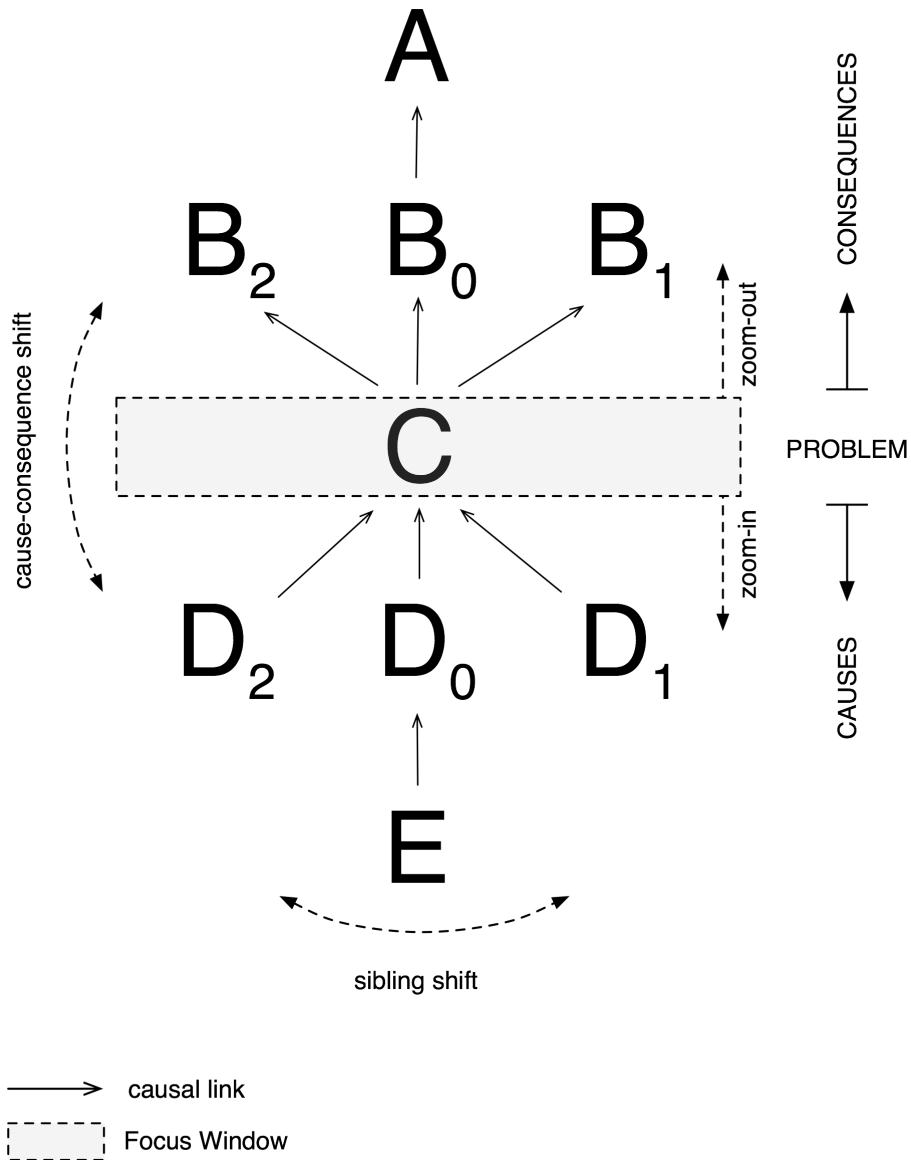 A
B2 B0 B1
C
D2 D0 D1
E
cause-consequence shift
zoom-out
zoom-in
CONSEQUENCES
PROBLEM
CAUSES
sibling shift
causal link
Focus Window